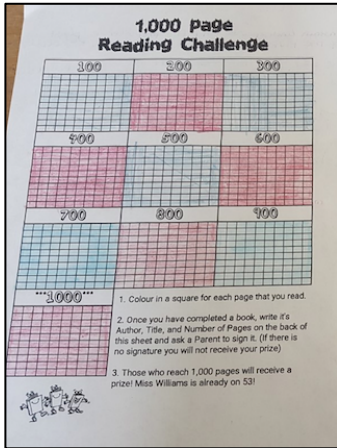 1,000 Page
Reading Challenge
100 200 300
400 500 600
700 800 900
***1000***
1. Colour in a square for each page that you read.
2. Once you have completed a book, write it's
Author, Title, and Number of Pages on the back of
this sheet and ask a Parent to sign it. (If there is
no signature you will not receive your prize)
3. Those who reach 1,000 pages will receive a
prize! Miss Williams is already on 53!